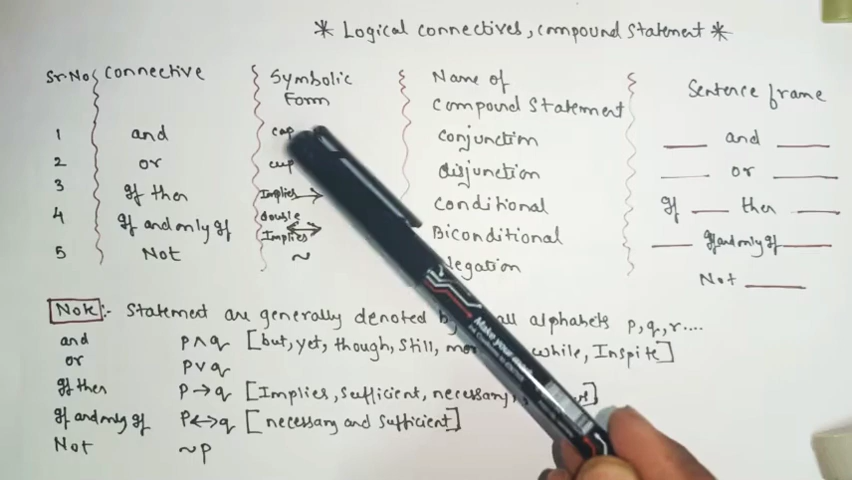 * Logical connectives, compound statement *
Sr.No connective Symbolic Form Name of compound statement Sentence frame
1 and cap conjunction ___ and ___
2 or cup disjunction ___ or ___
3 If then Implies → conditional If ___ then ___
4 If and only If double Implies ↔ Biconditional ___ If and only If ___
5 Not ~ Negation Not ___
Note :- Statement are generally denoted by alphabets p, q, r....
and p∧q [but, yet, though, still, while, Inspite]
or p∨q
If then p→q [Implies, sufficient, necessary,
If and only If p↔q [necessary and sufficient]
Not ~p
Make your mark